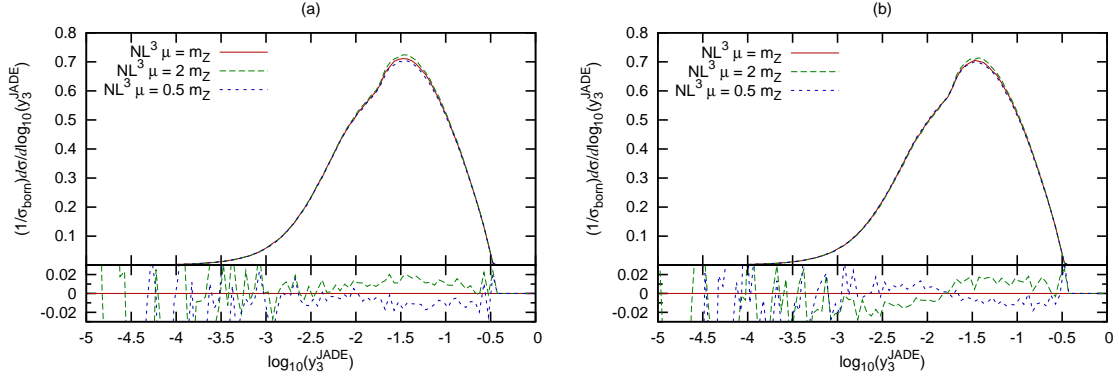 (a)
(1/σ_born)dσ/dlog₁₀(y₃^JADE)
0.8
0.7
0.6
0.5
0.4
0.3
0.2
0.1
NL³ μ = m_Z
NL³ μ = 2 m_Z
NL³ μ = 0.5 m_Z
0.02
0
-0.02
-5 -4.5 -4 -3.5 -3 -2.5 -2 -1.5 -1 -0.5 0
log₁₀(y₃^JADE)
(b)
(1/σ_born)dσ/dlog₁₀(y₃^JADE)
0.8
0.7
0.6
0.5
0.4
0.3
0.2
0.1
NL³ μ = m_Z
NL³ μ = 2 m_Z
NL³ μ = 0.5 m_Z
0.02
0
-0.02
-5 -4.5 -4 -3.5 -3 -2.5 -2 -1.5 -1 -0.5 0
log₁₀(y₃^JADE)